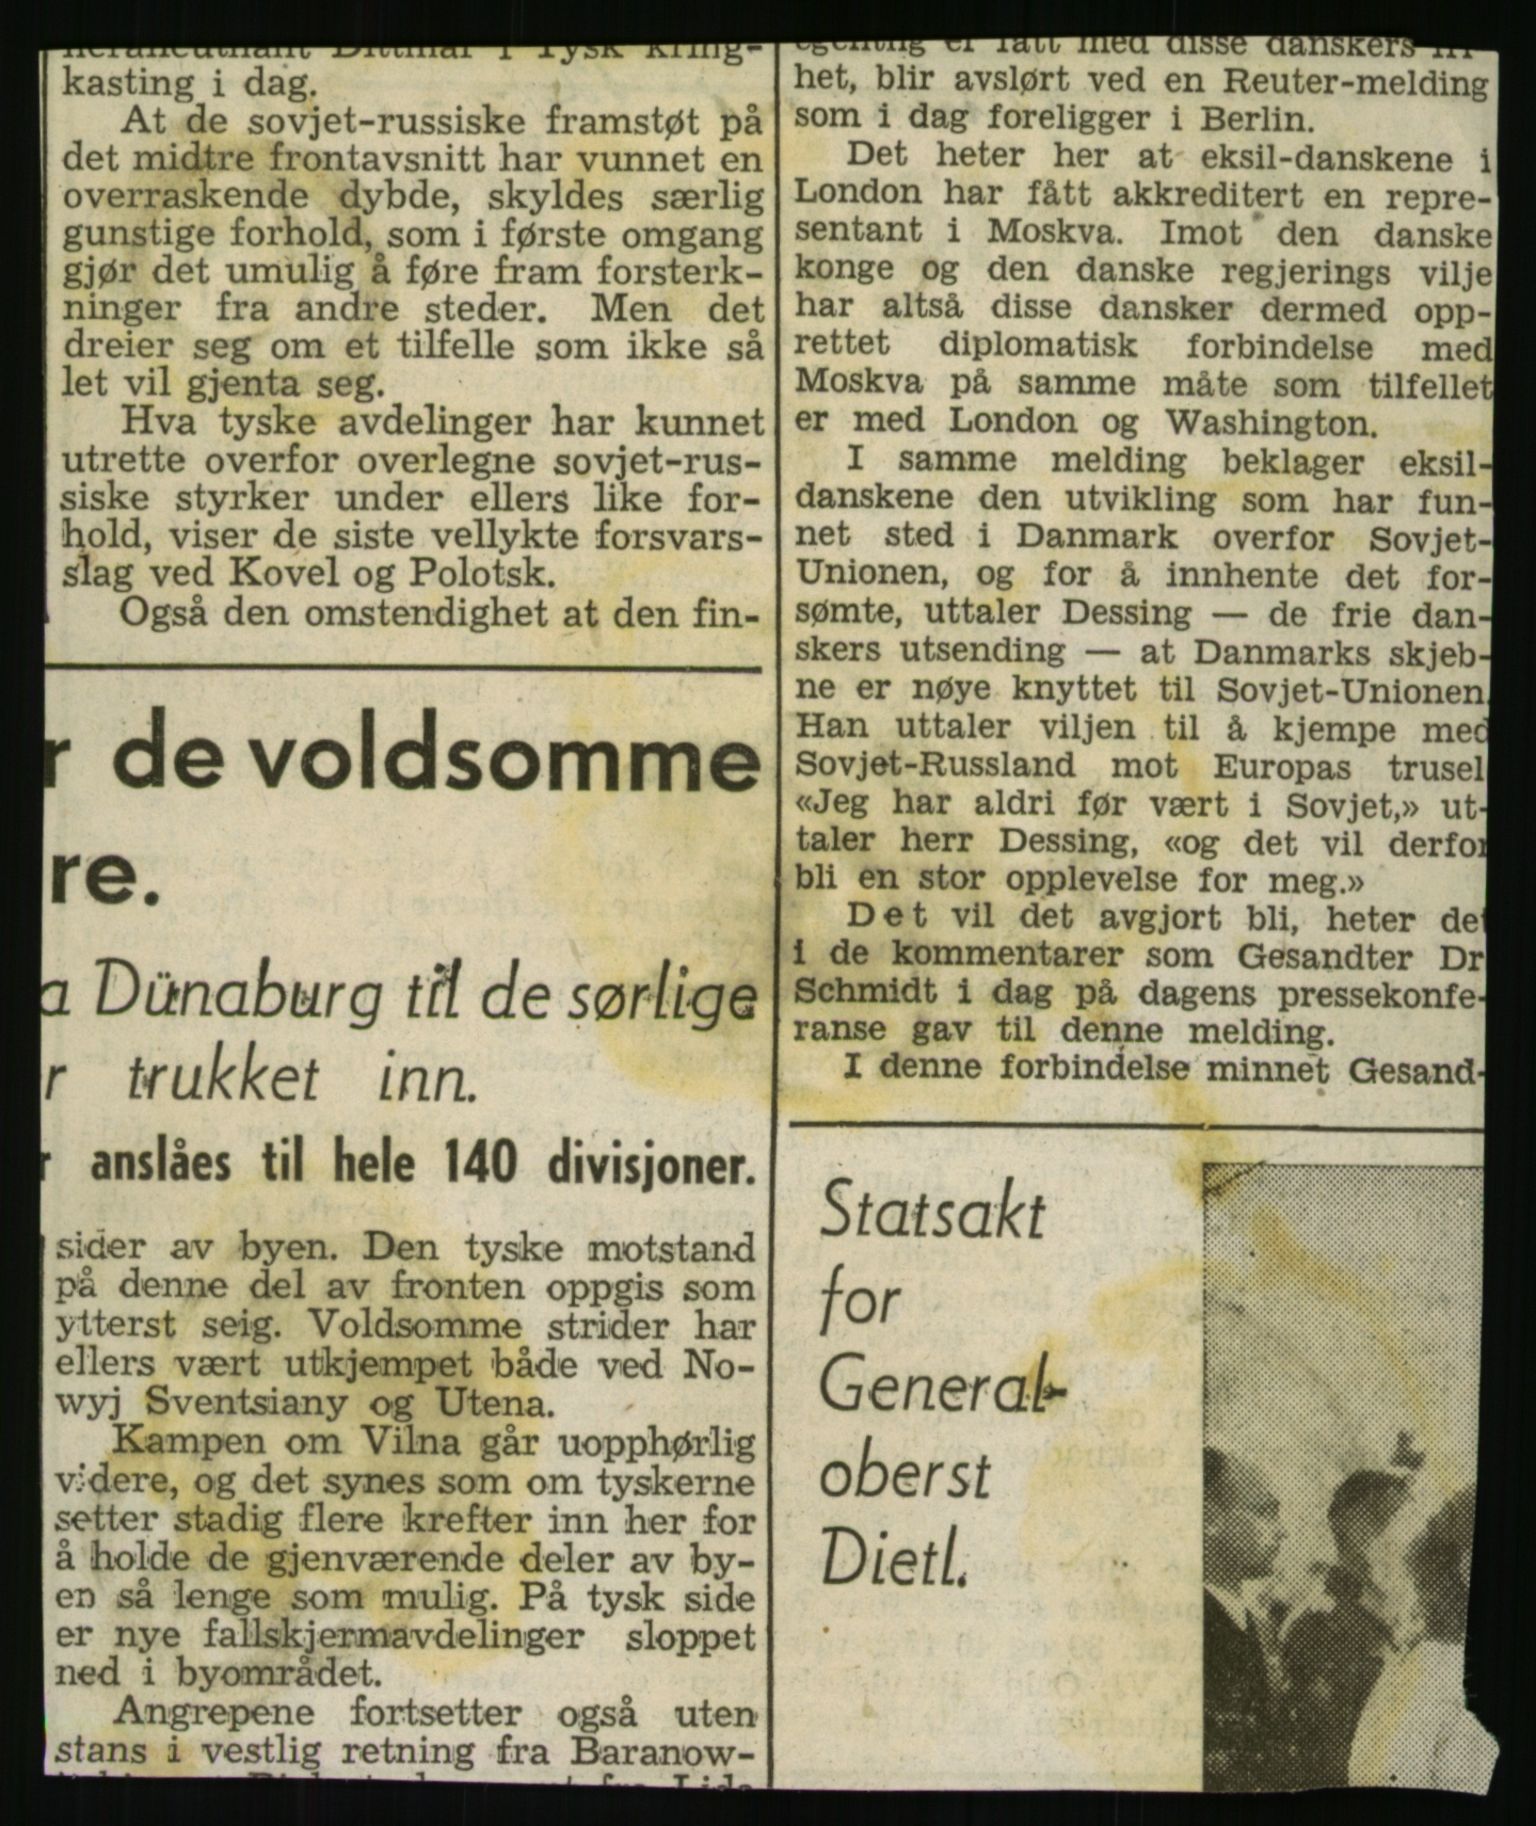 kasting i dag.
At de sovjet-russiske framstøt på
det midtre frontavsnitt har vunnet en
overraskende dybde, skyldes særlig
gunstige forhold, som i første omgang
gjør det umulig å føre fram forsterk-
ninger fra andre steder. Men det
dreier seg om et tilfelle som ikke så
let vil gjenta seg.
Hva tyske avdelinger har kunnet
utrette overfor overlegne sovjet-rus-
siske styrker under ellers like for-
hold, viser de siste vellykte forsvars-
slag ved Kovel og Polotsk.
Også den omstendighet at den fin-
r de voldsomme
re.
a Dünaburg til de sørlige
r trukket inn.
r anslåes til hele 140 divisjoner.
sider av byen. Den tyske motstand
på denne del av fronten oppgis som
ytterst seig. Voldsomme strider har
ellers vært utkjempet både ved No-
wyj Sventsiany og Utena.
Kampen om Vilna går uopphørlig
videre, og det synes som om tyskerne
setter stadig flere krefter inn her for
å holde de gjenværende deler av by-
en så lenge som mulig. På tysk side
er nye fallskjermavdelinger sloppet
ned i byområdet.
Angrepene fortsetter også uten
stans i vestlig retning fra Baranow-
egentlig er fatt med disse danskers fri-
het, blir avslørt ved en Reuter-melding
som i dag foreligger i Berlin.
Det heter her at eksil-danskene i
London har fått akkreditert en repre-
sentant i Moskva. Imot den danske
konge og den danske regjerings vilje
har altså disse dansker dermed opp-
rettet diplomatisk forbindelse med
Moskva på samme måte som tilfellet
er med London og Washington.
I samme melding beklager eksil-
danskene den utvikling som har fun-
net sted i Danmark overfor Sovjet-
Unionen, og for å innhente det for-
sømte, uttaler Dessing — de frie dan-
skers utsending — at Danmarks skjeb-
ne er nøye knyttet til Sovjet-Unionen.
Han uttaler viljen til å kjempe med
Sovjet-Russland mot Europas trusel
«Jeg har aldri før vært i Sovjet,» ut-
taler herr Dessing, «og det vil derfor
bli en stor opplevelse for meg.»
Det vil det avgjort bli, heter det
i de kommentarer som Gesandter Dr
Schmidt i dag på dagens pressekonfe-
ranse gav til denne melding.
I denne forbindelse minnet Gesand-
Statsakt
for
General-
oberst
Dietl.